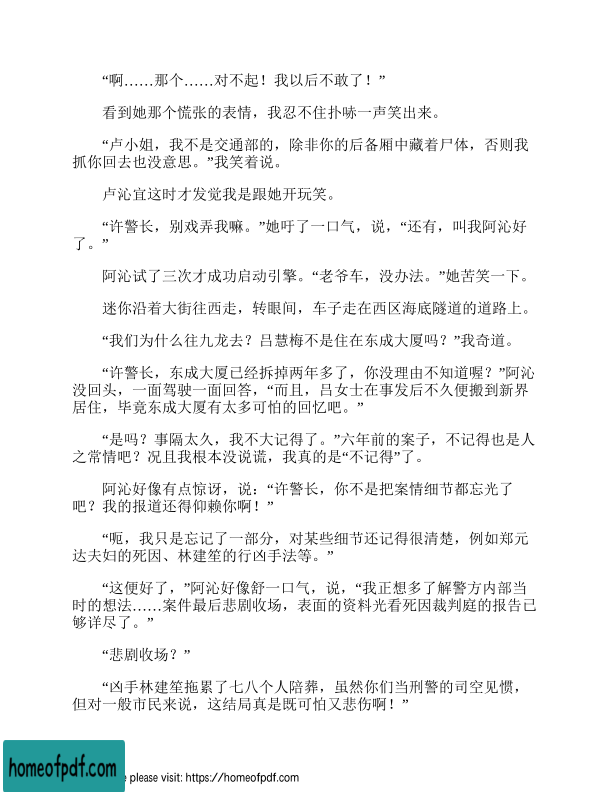 “啊……那个……对不起！我以后不敢了！”
看到她那个慌张的表情，我忍不住扑哧一声笑出来。
“卢小姐，我不是交通部的，除非你的后备厢中藏着尸体，否则我
抓你回去也没意思。”我笑着说。
卢沁宜这时才发觉我是跟她开玩笑。
“许警长，别戏弄我嘛。”她吁了一口气，说，“还有，叫我阿沁好
了。”
阿沁试了三次才成功启动引擎。“老爷车，没办法。”她苦笑一下。
迷你沿着大街往西走，转眼间，车子走在西区海底隧道的道路上。
“我们为什么往九龙去？吕慧梅不是住在东成大厦吗？”我奇道。
“许警长，东成大厦已经拆掉两年多了，你没理由不知道喔？”阿沁
没回头，一面驾驶一面回答，“而且，吕女士在事发后不久便搬到新界
居住，毕竟东成大厦有太多可怕的回忆吧。”
“是吗？事隔太久，我不大记得了。”六年前的案子，不记得也是人
之常情吧？况且我根本没说谎，我真的是“不记得”了。
阿沁好像有点惊讶，说：“许警长，你不是把案情细节都忘光了
吧？我的报道还得仰赖你啊！”
“呃，我只是忘记了一部分，对某些细节还记得很清楚，例如郑元
达夫妇的死因、林建笙的行凶手法等。”
“这便好了，”阿沁好像舒一口气，说，“我正想多了解警方内部当
时的想法……案件最后悲剧收场，表面的资料光看死因裁判庭的报告已
够详尽了。”
“悲剧收场？”
“凶手林建笙拖累了七八个人陪葬，虽然你们当刑警的司空见惯，
但对一般市民来说，这结局真是既可怕又悲伤啊！”
homeofpdf.com
e please visit: https://homeofpdf.com